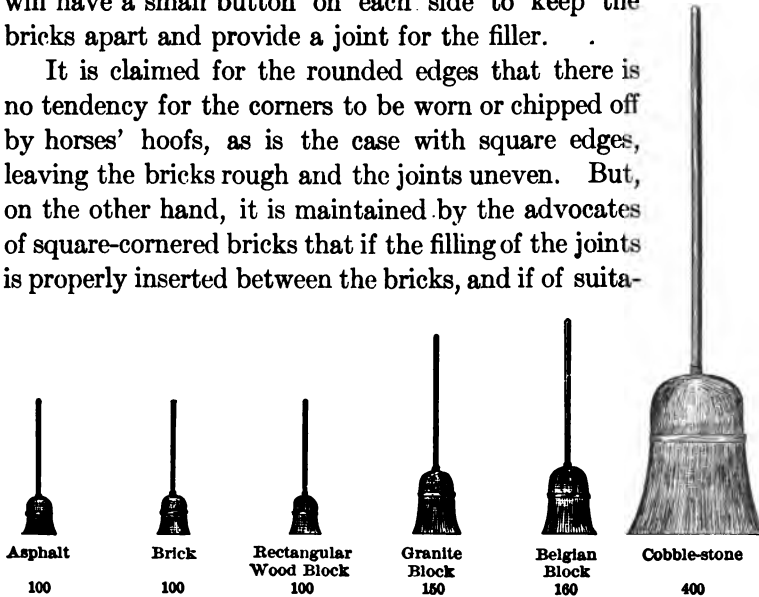 will have a small button on each side to keep the
bricks apart and provide a joint for the filler.
It is claimed for the rounded edges that there is
no tendency for the corners to be worn or chipped off
by horses' hoofs, as is the case with square edges,
leaving the bricks rough and the joints uneven. But,
on the other hand, it is maintained by the advocates
of square-cornered bricks that if the filling of the joints
is properly inserted between the bricks, and if of suita-
Asphalt Brick Rectangular Granite Belgian Cobble-stone
Wood Block Block Block
100 100 100 150 160 400